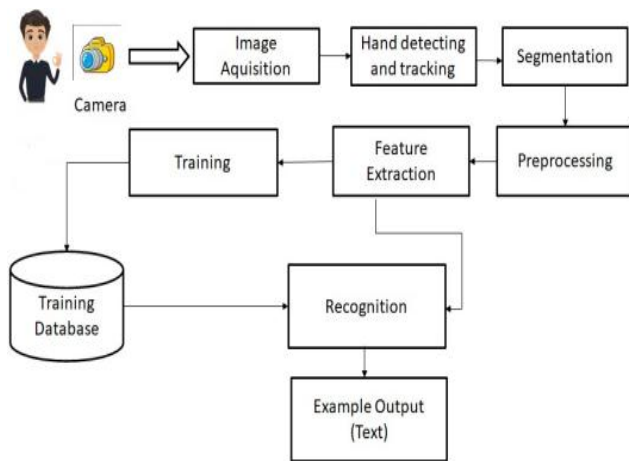 Camera
Image
Aquisition
Hand detecting
and tracking
Segmentation
Preprocessing
Feature
Extraction
Training
Training
Database
Recognition
Example Output
(Text)